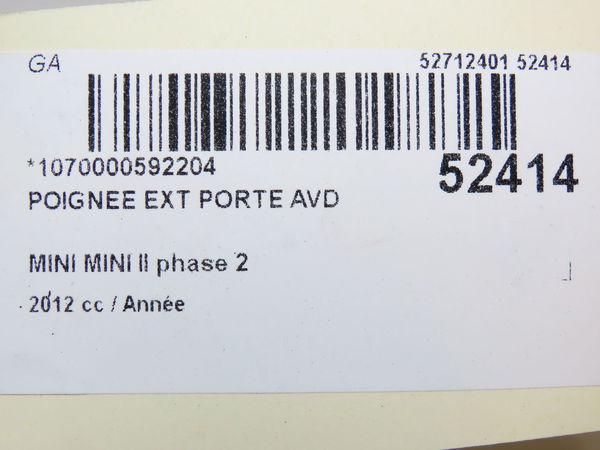 GA 52712401 52414
*1070000592204 52414
POIGNEE EXT PORTE AVD
MINI MINI II phase 2
2012 cc / Année